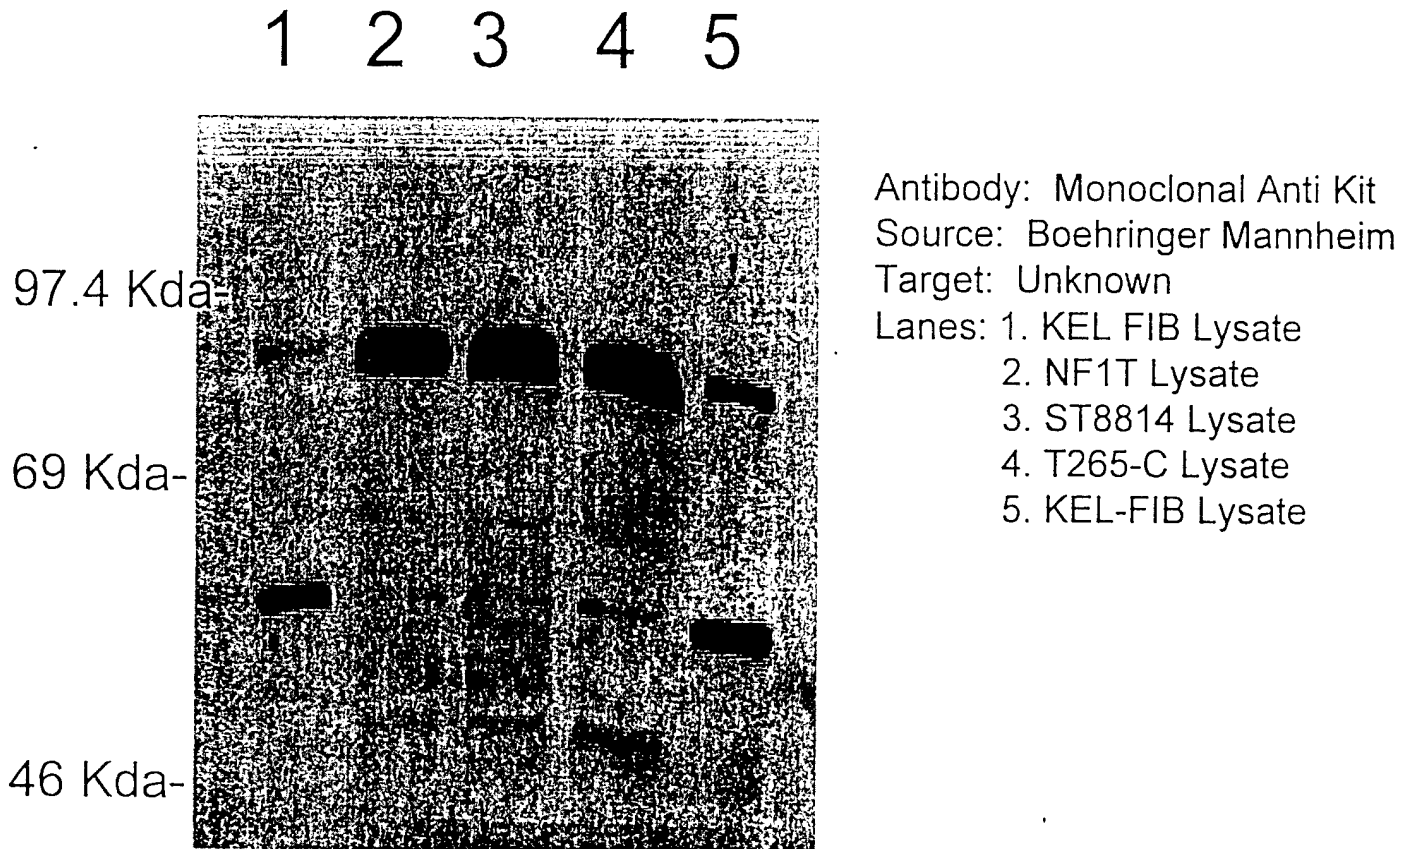 1 2 3 4 5
97.4 Kda-
69 Kda-
46 Kda-
Antibody: Monoclonal Anti Kit
Source: Boehringer Mannheim
Target: Unknown
Lanes: 1. KEL FIB Lysate
2. NF1T Lysate
3. ST8814 Lysate
4. T265-C Lysate
5. KEL-FIB Lysate